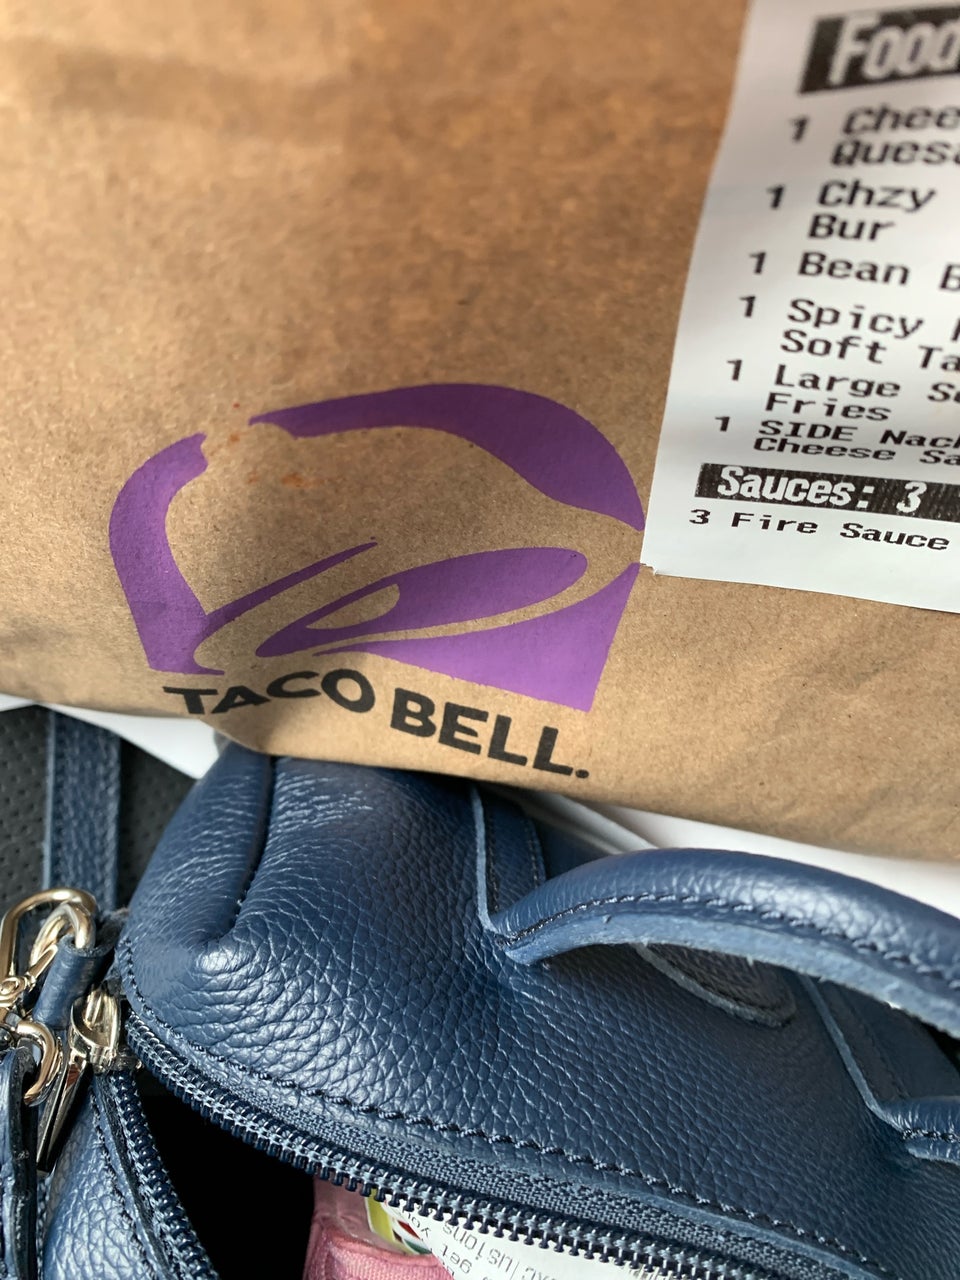 Food
1 Chee
Quesa
1 Chzy
Bur
1 Bean B
1 Spicy
Soft Ta
1 Large Se
Fries
1 SIDE Nach
Cheese Sa
Sauces: 3
3 Fire Sauce
TACO BELL.